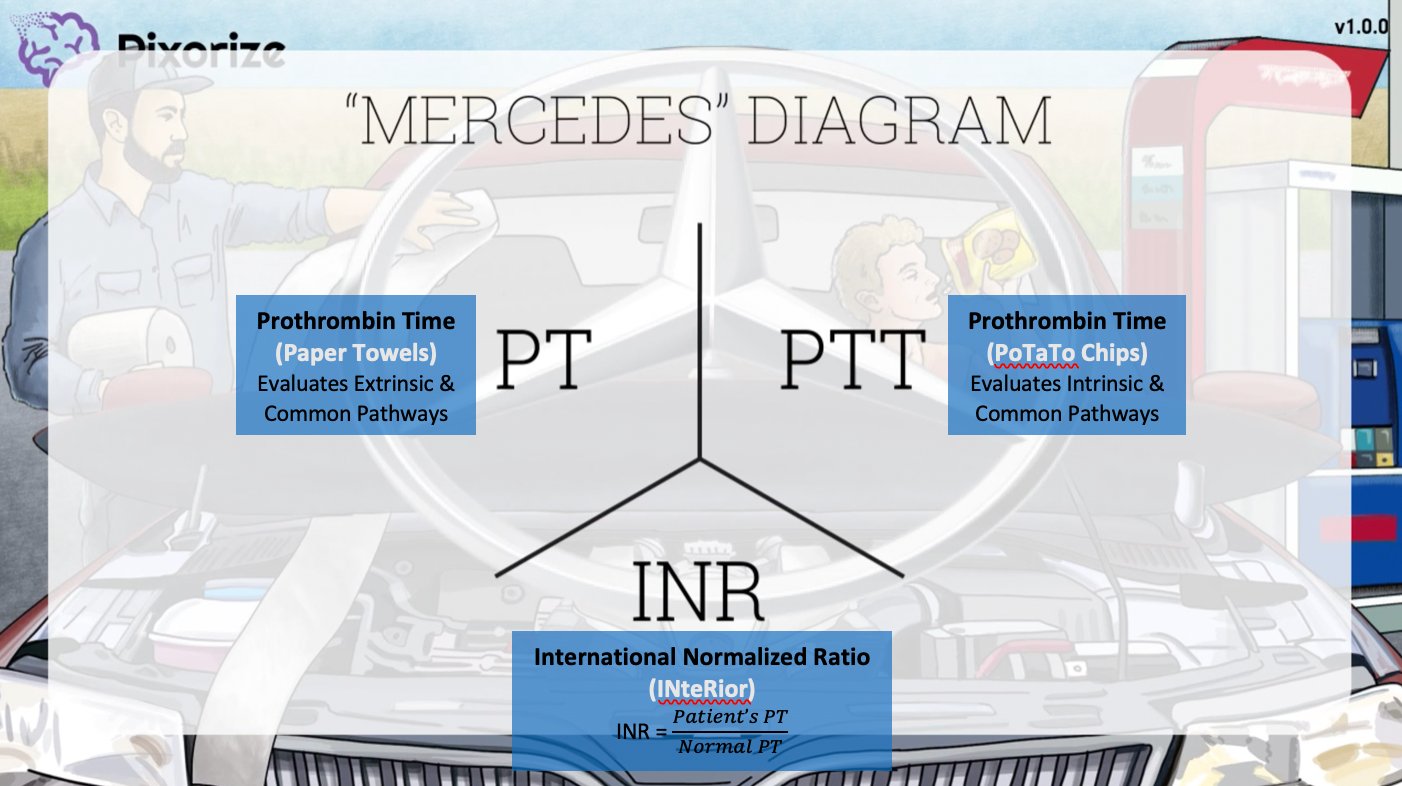 Pixorize
v1.0.0
“MERCEDES” DIAGRAM
Prothrombin Time
(Paper Towels)
Evaluates Extrinsic &
Common Pathways
PT
PTT
Prothrombin Time
(PoTaTo Chips)
Evaluates Intrinsic &
Common Pathways
INR
International Normalized Ratio
(INteRior)
INR = Patient's PT / Normal PT